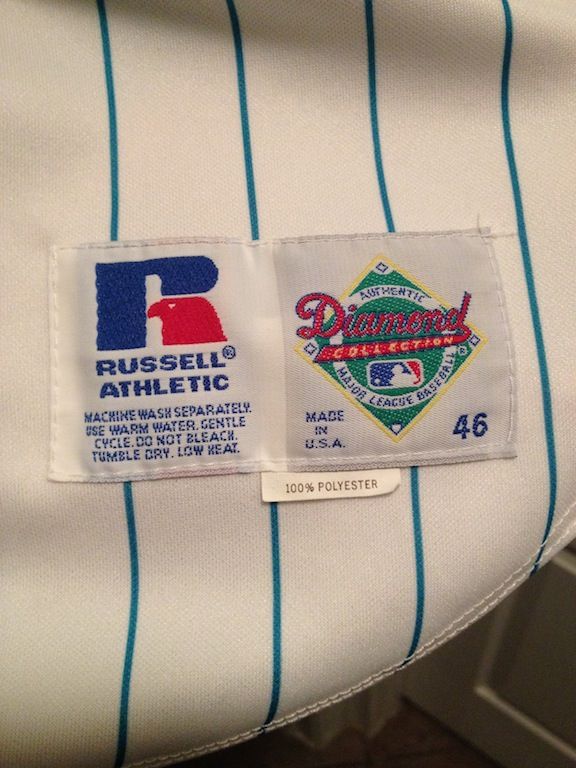 RUSSELL®
ATHLETIC
MACHINE WASH SEPARATELY.
USE WARM WATER. GENTLE
CYCLE. DO NOT BLEACH.
TUMBLE DRY. LOW HEAT.
AUTHENTIC
Diamond
COLLECTION
MAJOR LEAGUE BASEBALL
MADE
IN
U.S.A.
46
100% POLYESTER